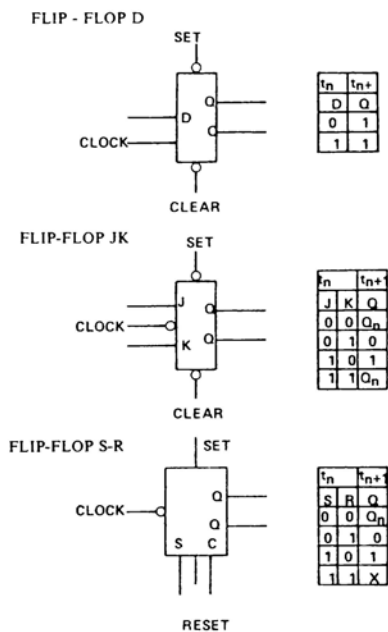 FLIP - FLOP D
SET
D
Q
Q
CLOCK
CLEAR
tn tn+
D Q
0 1
1 1
FLIP-FLOP JK
SET
J
Q
CLOCK
K
Q
CLEAR
tn tn+1
J K Q
0 0 Qn
0 1 0
1 0 1
1 1 Qn
FLIP-FLOP S-R
SET
Q
CLOCK
Q
S C
RESET
tn tn+1
S R Q
0 0 Qn
0 1 0
1 0 1
1 1 X